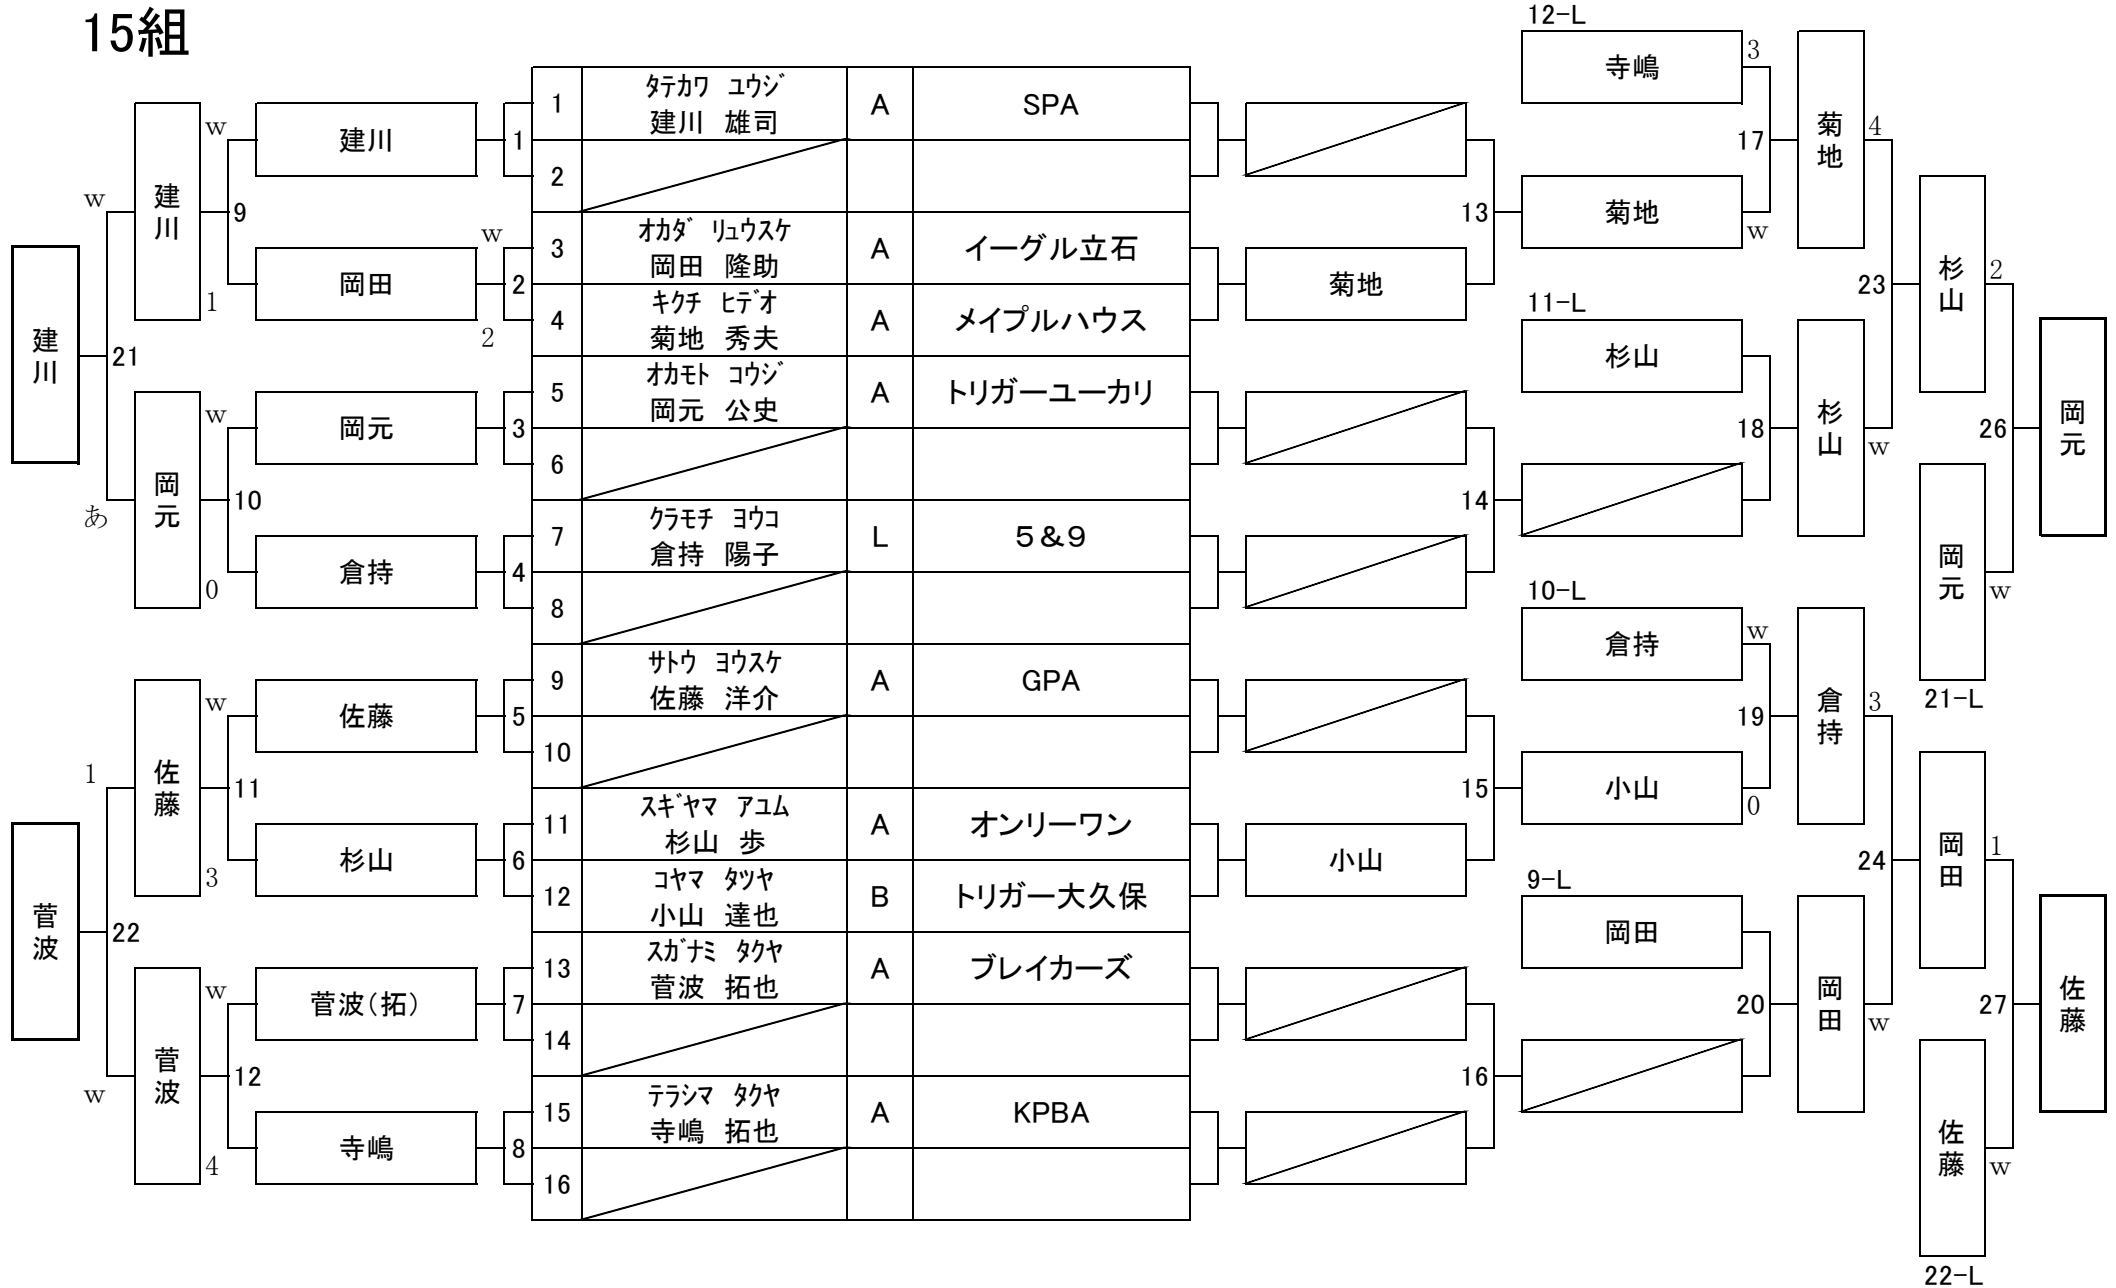 15組
建川
菅波
w
あ
21
1
w
22
建川
w
1
9
岡元
w
0
10
佐藤
w
3
11
菅波
w
4
12
建川
岡田
w
2
岡元
倉持
佐藤
杉山
菅波(拓)
寺嶋
1
2
3
4
5
6
7
8
1 ﾀﾃｶﾜ ﾕｳｼﾞ
建川 雄司 A SPA
2
3 ｵｶﾀﾞ ﾘｭｳｽｹ
岡田 隆助 A イーグル立石
4 ｷｸﾁ ﾋﾃﾞｵ
菊地 秀夫 A メイプルハウス
5 ｵｶﾓﾄ ｺｳｼﾞ
岡元 公史 A トリガーユーカリ
6
7 ｸﾗﾓﾁ ﾖｳｺ
倉持 陽子 L 5&9
8
9 ｻﾄｳ ﾖｳｽｹ
佐藤 洋介 A GPA
10
11 ｽｷﾞﾔﾏ ｱﾕﾑ
杉山 歩 A オンリーワン
12 ｺﾔﾏ ﾀﾂﾔ
小山 達也 B トリガー大久保
13 ｽｶﾞﾅﾐ ﾀｸﾔ
菅波 拓也 A ブレイカーズ
14
15 ﾃﾗｼﾏ ﾀｸﾔ
寺嶋 拓也 A KPBA
16
菊地
小山
13
14
15
16
12-L
寺嶋
3
17
菊地
w
11-L
杉山
18
10-L
倉持
w
19
小山
0
9-L
岡田
20
菊地
4
23
杉山
w
倉持
3
24
岡田
w
杉山
2
26
岡元
w
21-L
岡田
1
27
佐藤
w
22-L
岡元
佐藤